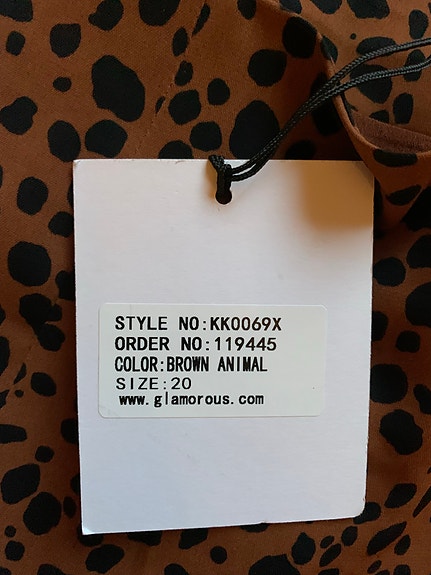 STYLE NO:KK0069X
ORDER NO:119445
COLOR:BROWN ANIMAL
SIZE:20
www.glamorous.com